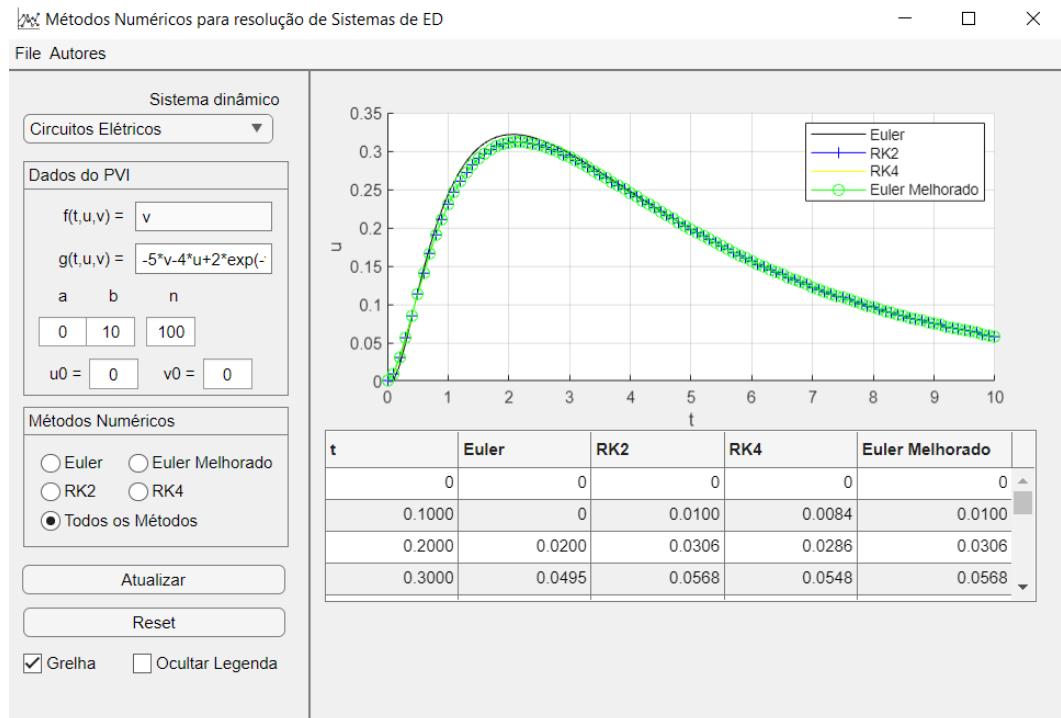 Métodos Numéricos para resolução de Sistemas de ED
File Autores
Sistema dinâmico
Circuitos Elétricos
Dados do PVI
f(t,u,v) = v
g(t,u,v) = -5*v-4*u+2*exp(-
a b n
0 10 100
u0 = 0 v0 = 0
Métodos Numéricos
Euler Euler Melhorado
RK2 RK4
Todos os Métodos
Atualizar
Reset
Grelha Ocultar Legenda
0.35
0.3
0.25
0.2
0.15
0.1
0.05
0
u
0 1 2 3 4 5 6 7 8 9 10
t
Euler
RK2
RK4
Euler Melhorado
t Euler RK2 RK4 Euler Melhorado
0 0 0 0 0
0.1000 0 0.0100 0.0084 0.0100
0.2000 0.0200 0.0306 0.0286 0.0306
0.3000 0.0495 0.0568 0.0548 0.0568